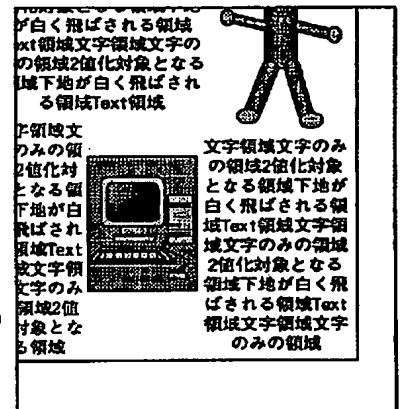 が白く飛ばされる領域
ext領域文字領域文字の
の領域2値化対象となる
域下地が白く飛ばされ
る領域Text領域
字領域文
のみの領
2値化対
となる領
下地が白
飛ばされ
領域Text
域文字領
文字のみ
領域2値
対象とな
る領域
文字領域文字のみ
の領域2値化対象
となる領域下地が
白く飛ばされる領
域Text領域文字領
域文字のみの領域
2値化対象となる
領域下地が白く飛
ばされる領域Text
領域文字領域文字
のみの領域